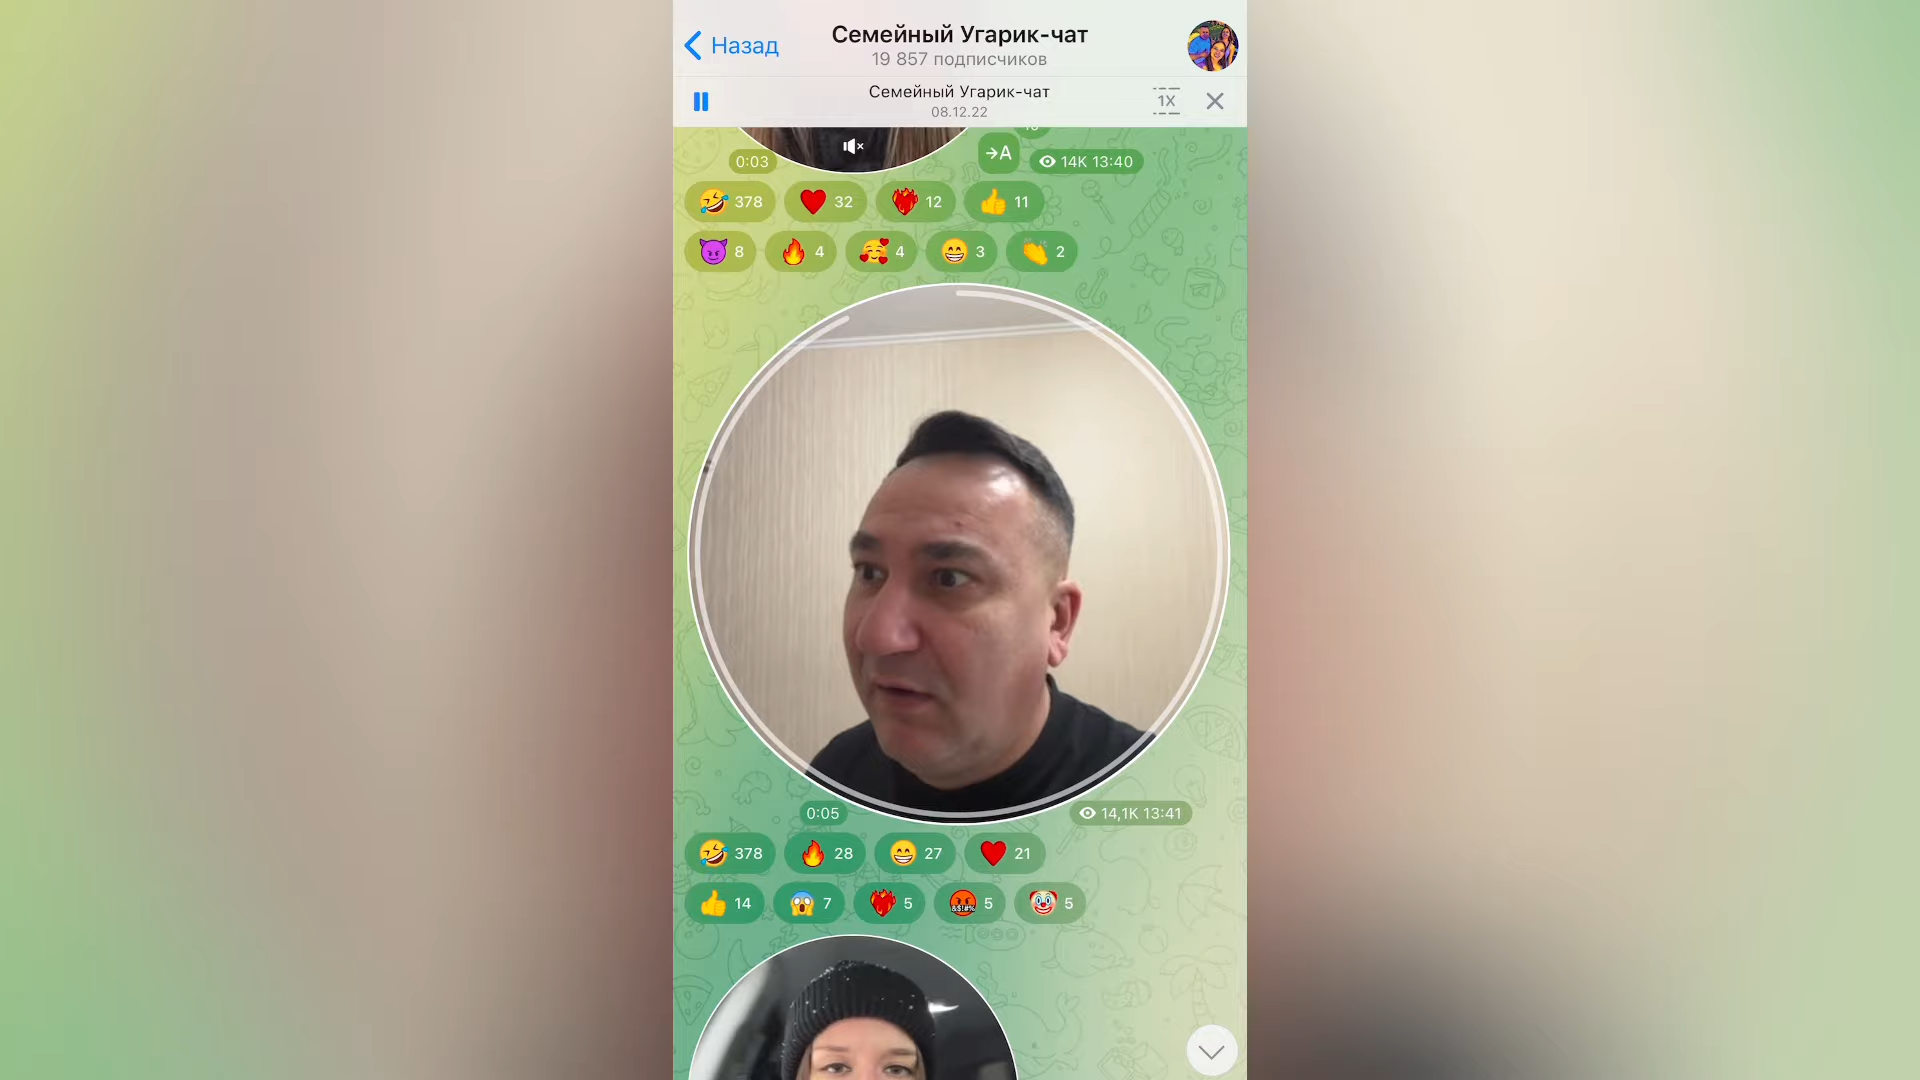 Назад
Семейный Угарик-чат
19 857 подписчиков
Семейный Угарик-чат
08.12.22
1X
0:03
→A
14K 13:40
378
32
12
11
8
4
4
3
2
0:05
14,1K 13:41
378
28
27
21
14
7
5
5
5